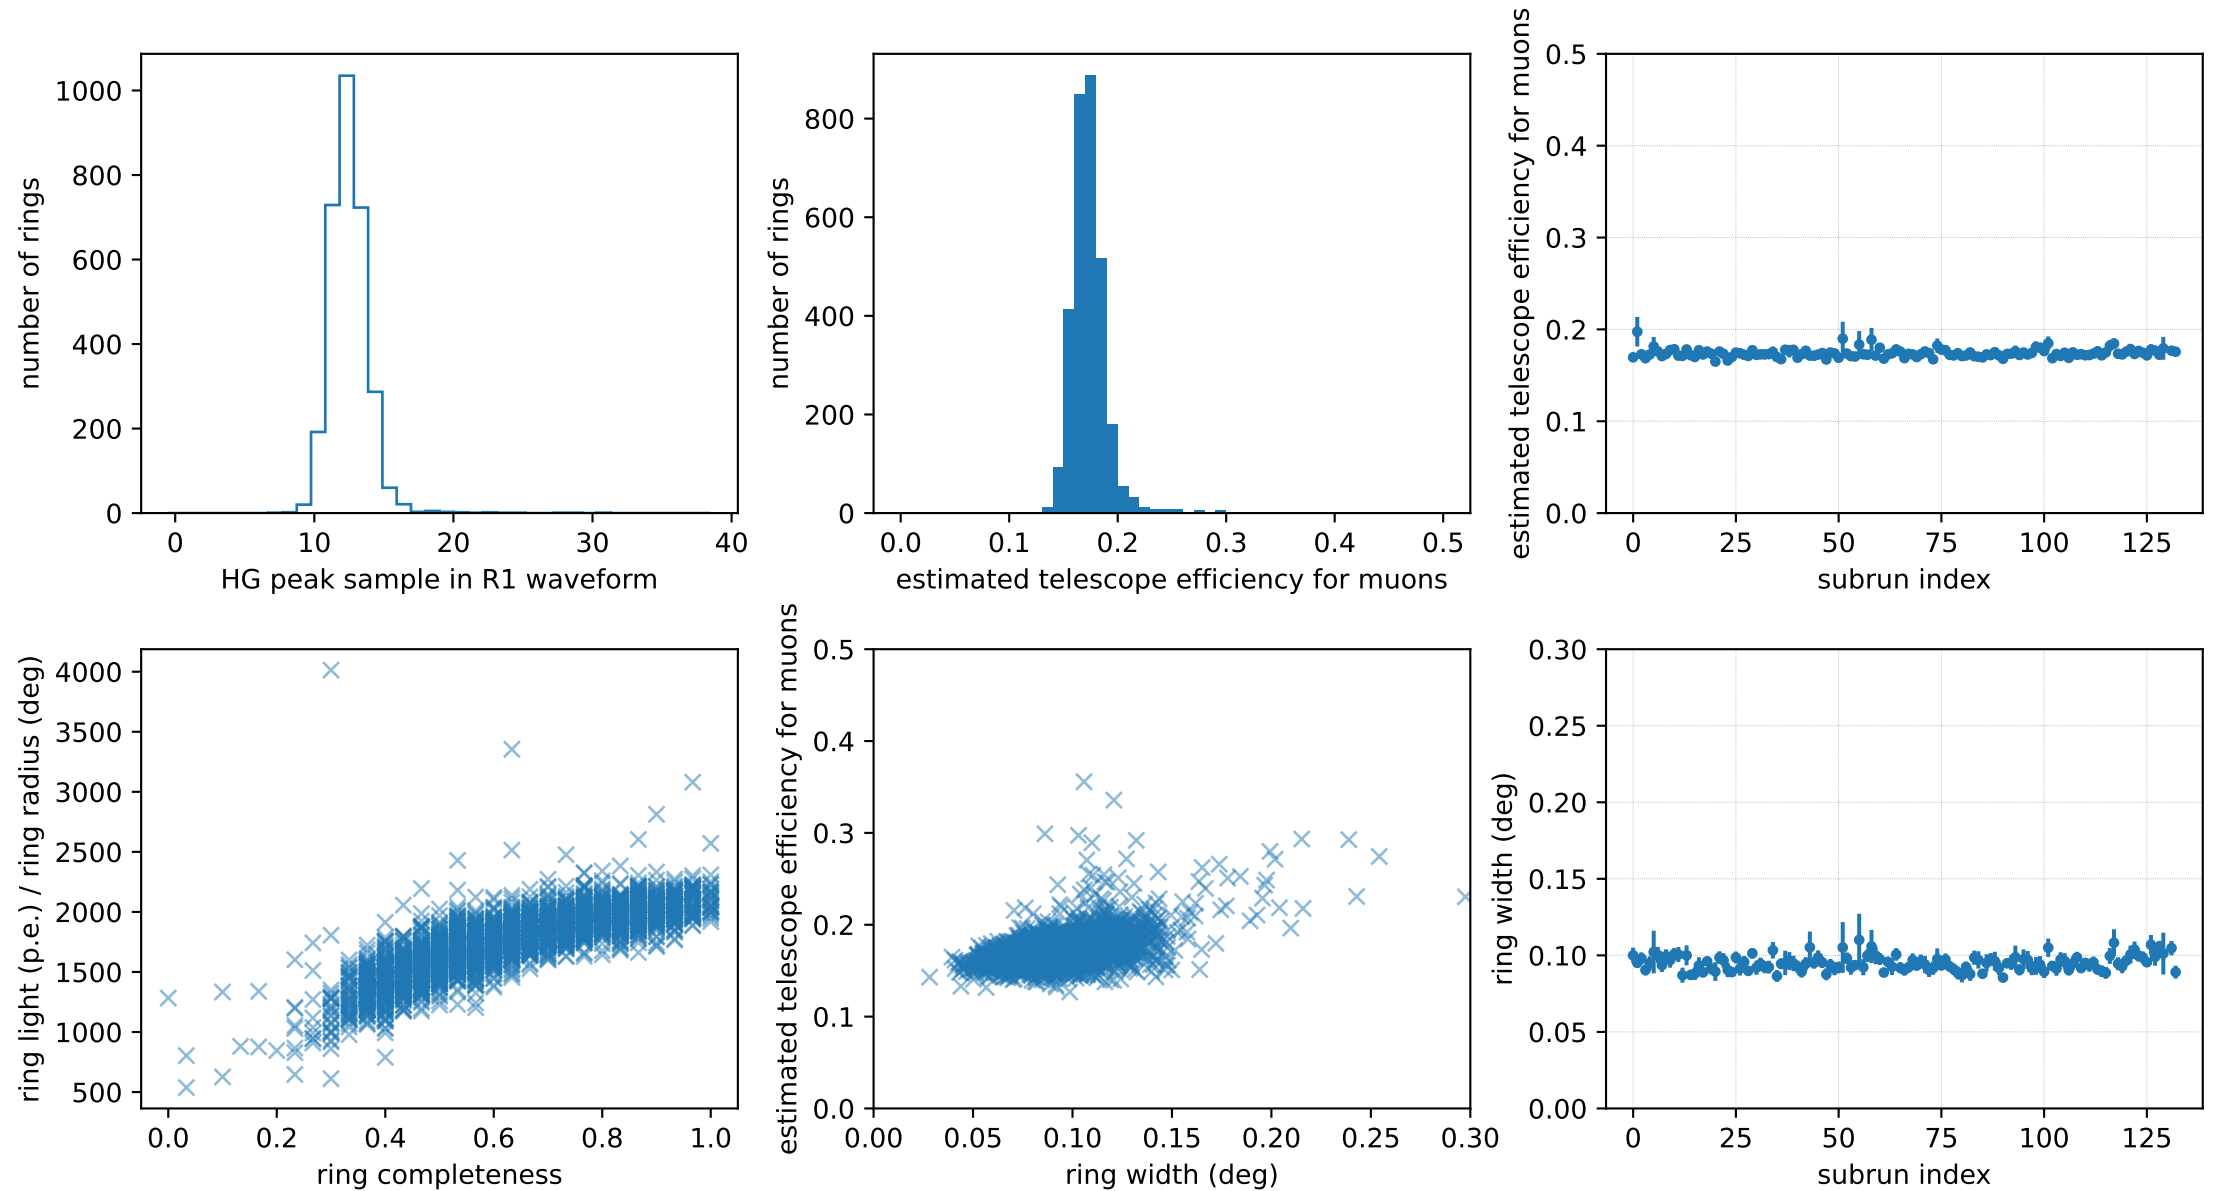 number of rings
1000
800
600
400
200
0
0 10 20 30 40
HG peak sample in R1 waveform
number of rings
800
600
400
200
0
0.0 0.1 0.2 0.3 0.4 0.5
estimated telescope efficiency for muons
estimated telescope efficiency for muons
0.5
0.4
0.3
0.2
0.1
0.0
0 25 50 75 100 125
subrun index
ring light (p.e.) / ring radius (deg)
4000
3500
3000
2500
2000
1500
1000
500
0.0 0.2 0.4 0.6 0.8 1.0
ring completeness
estimated telescope efficiency for muons
0.5
0.4
0.3
0.2
0.1
0.0
0.00 0.05 0.10 0.15 0.20 0.25 0.30
ring width (deg)
ring width (deg)
0.30
0.25
0.20
0.15
0.10
0.05
0.00
0 25 50 75 100 125
subrun index